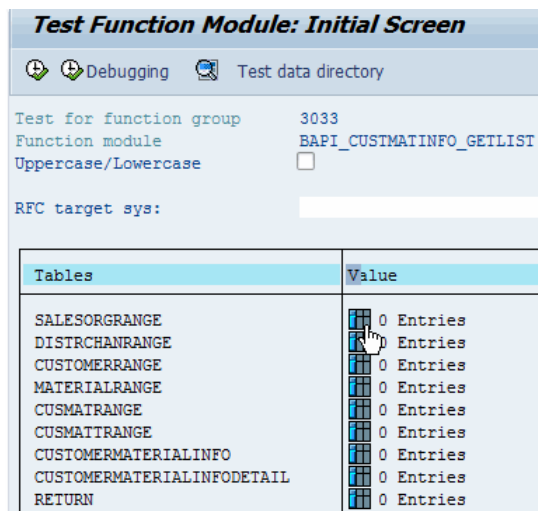 Test Function Module: Initial Screen
Debugging Test data directory
Test for function group 3033
Function module BAPI_CUSTMATINFO_GETLIST
Uppercase/Lowercase
RFC target sys:
Tables Value
SALESORGRANGE 0 Entries
DISTRCHANRANGE 0 Entries
CUSTOMERRANGE 0 Entries
MATERIALRANGE 0 Entries
CUSMATRANGE 0 Entries
CUSMATTRANGE 0 Entries
CUSTOMERMATERIALINFO 0 Entries
CUSTOMERMATERIALINFODETAIL 0 Entries
RETURN 0 Entries